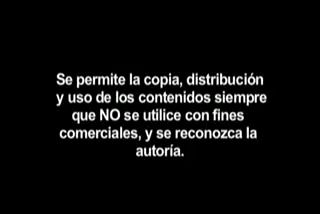 Se permite la copia, distribución
y uso de los contenidos siempre
que NO se utilice con fines
comerciales, y se reconozca la
autoría.